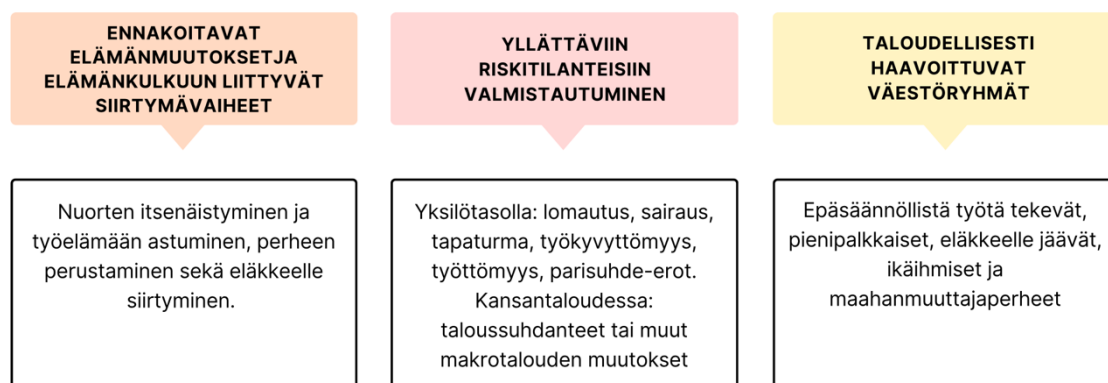 ENNAKOITAVAT
ELÄMÄNMUUTOKSETJA
ELÄMÄNKULKUUN LIITTYVÄT
SIIRTYMÄVAIHEET
Nuorten itsenäistyminen ja
työelämään astuminen, perheen
perustaminen sekä eläkkeelle
siirtyminen.
YLLÄTTÄVIIN
RISKITILANTEISIIN
VALMISTAUTUMINEN
Yksilötasolla: lomautus, sairaus,
tapaturma, työkyvyttömyys,
työttömyys, parisuhde-erot.
Kansantaloudessa:
taloussuhdanteet tai muut
makrotalouden muutokset
TALOUDELLISESTI
HAAVOITTUVAT
VÄESTÖRYHMÄT
Epäsäännöllistä työtä tekevät,
pienipalkkaiset, eläkkeelle jäävät,
ikäihmiset ja
maahanmuuttajaperheet